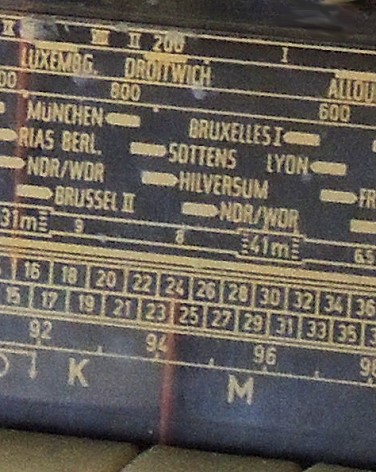 II 200 I
LUXEMBG. DROITWICH
800 600
MÜNCHEN BRUXELLES I
RIAS BERL. SOTTENS LYON
NDR/WDR HILVERSUM
BRUSSEL II NDR/WDR
31m 9 8 41m
16 18 20 22 24 26 28 30 32 34 36
15 17 19 21 23 25 27 29 31 33 35
92 94 96
K M